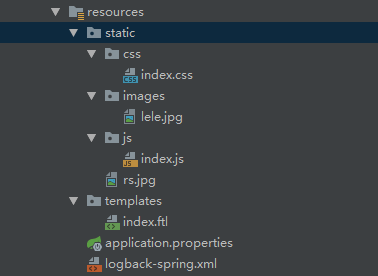 resources
static
css
index.css
images
lele.jpg
js
index.js
rs.jpg
templates
index.ftl
application.properties
logback-spring.xml